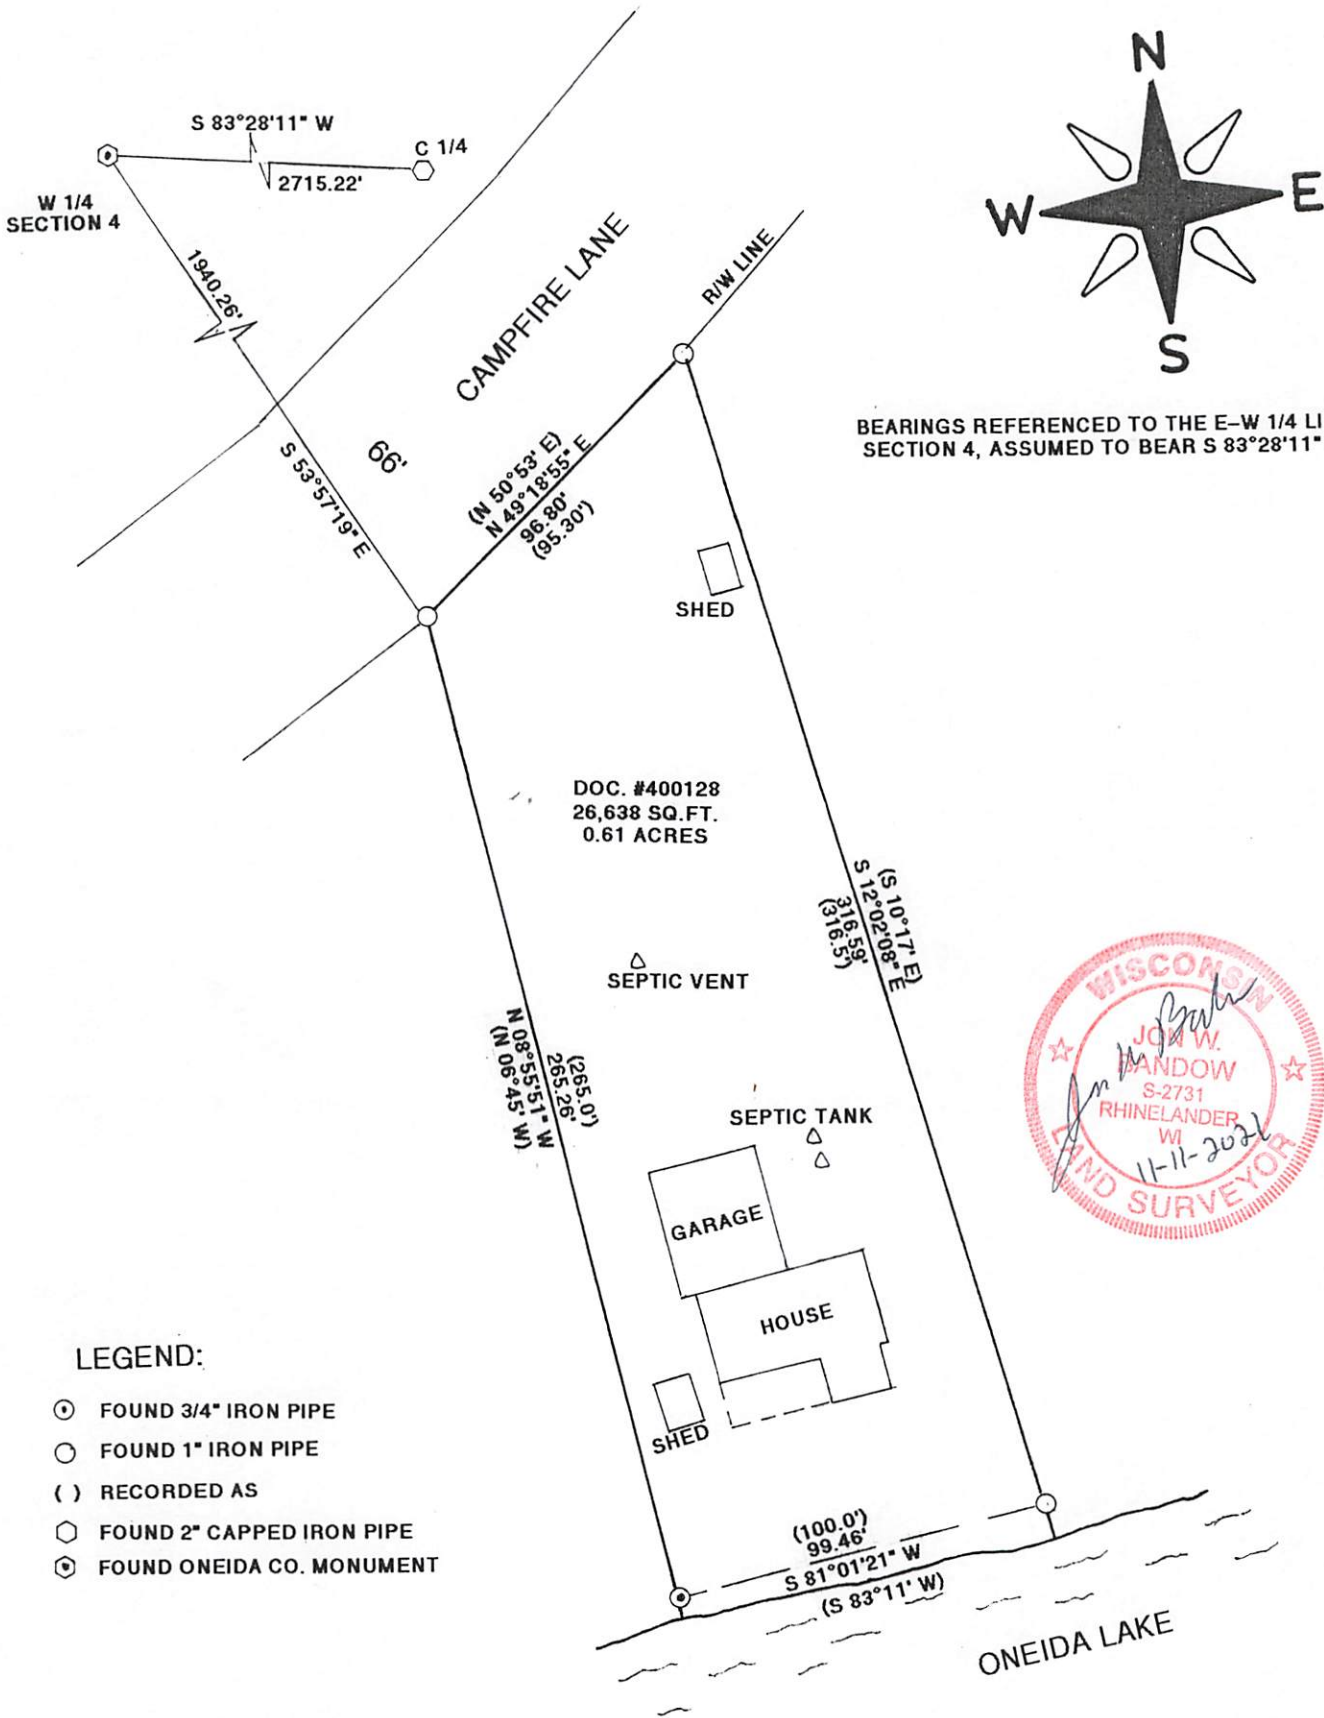 N
W
E
S
S 83°28'11" W
C 1/4
2715.22'
W 1/4
SECTION 4
1940.26'
S 53°57'19" E
66'
CAMPFIRE LANE
R/W LINE
BEARINGS REFERENCED TO THE E-W 1/4 LI
SECTION 4, ASSUMED TO BEAR S 83°28'11"
(N 50°53' E)
N 49°18'55" E
96.80'
(95.30')
SHED
DOC. #400128
26,638 SQ.FT.
0.61 ACRES
(S 10°17' E)
S 12°02'08" E
316.59'
(316.5')
SEPTIC VENT
(265.0')
265.26'
N 08°55'51" W
(N 06°45' W)
SEPTIC TANK
GARAGE
HOUSE
SHED
WISCONSIN
JON W.
BANDOW
S-2731
RHINELANDER,
WI
LAND SURVEYOR
11-11-2021
LEGEND:
FOUND 3/4" IRON PIPE
FOUND 1" IRON PIPE
( ) RECORDED AS
FOUND 2" CAPPED IRON PIPE
FOUND ONEIDA CO. MONUMENT
(100.0')
99.46'
S 81°01'21" W
(S 83°11' W)
ONEIDA LAKE